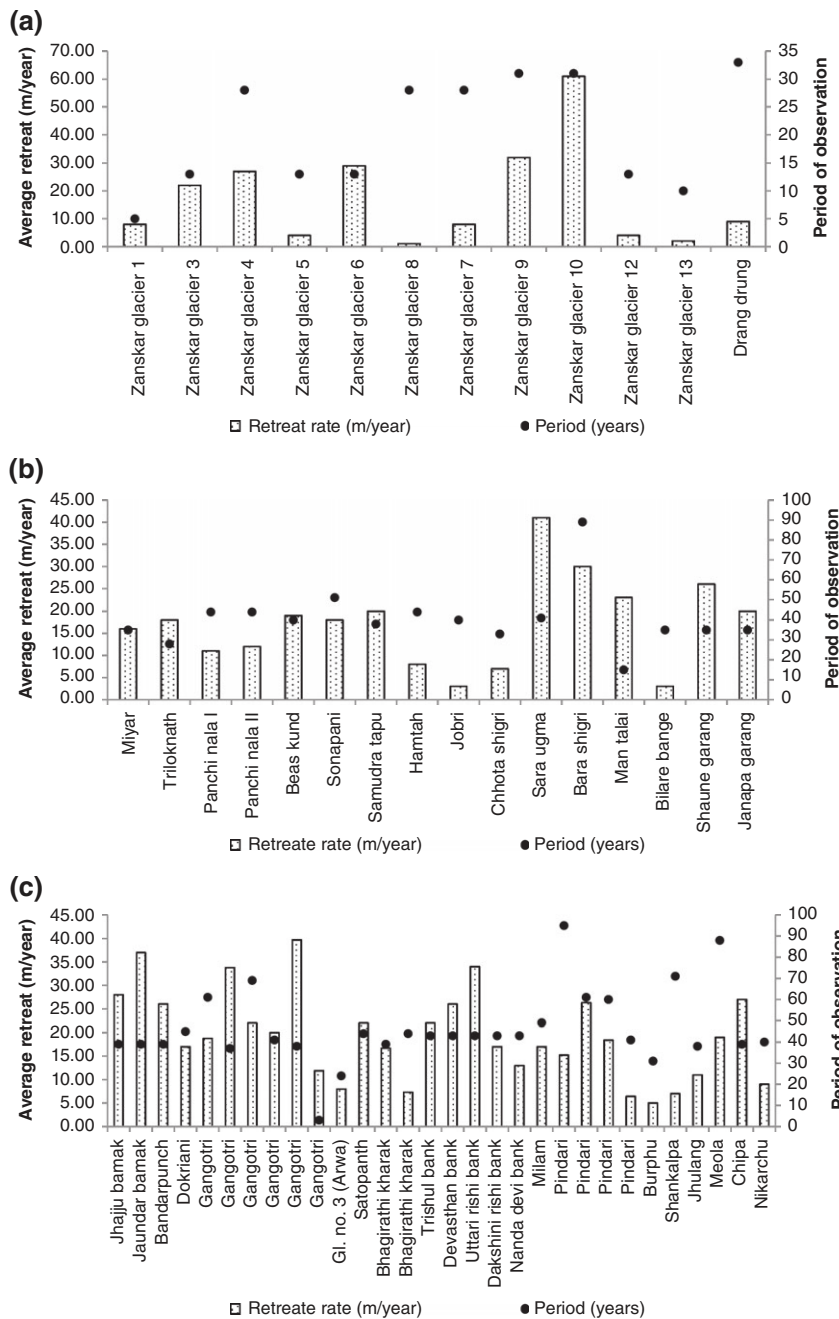 (a)
Average retreat (m/year)
70.00
60.00
50.00
40.00
30.00
20.00
10.00
0.00
35
30
25
20
15
10
5
0
Period of observation
Zanskar glacier 1
Zanskar glacier 3
Zanskar glacier 4
Zanskar glacier 5
Zanskar glacier 6
Zanskar glacier 8
Zanskar glacier 7
Zanskar glacier 9
Zanskar glacier 10
Zanskar glacier 12
Zanskar glacier 13
Drang drung
Retreat rate (m/year)
Period (years)
(b)
Average retreat (m/year)
45.00
40.00
35.00
30.00
25.00
20.00
15.00
10.00
5.00
0.00
100
90
80
70
60
50
40
30
20
10
0
Period of observation
Miyar
Triloknath
Panchi nala I
Panchi nala II
Beas kund
Sonapani
Samudra tapu
Hamtah
Jobri
Chhota shigri
Sara ugma
Bara shigri
Man talai
Bilare bange
Shaune garang
Janapa garang
Retreate rate (m/year)
Period (years)
(c)
Average retreat (m/year)
45.00
40.00
35.00
30.00
25.00
20.00
15.00
10.00
5.00
0.00
100
90
80
70
60
50
40
30
20
10
0
Period of observation
Jhajju bamak
Jaundar bamak
Bandarpunch
Dokriani
Gangotri
Gangotri
Gangotri
Gangotri
Gangotri
Gangotri
Gl. no. 3 (Arwa)
Satopanth
Bhagirathi kharak
Bhagirathi kharak
Trishul bank
Devasthan bank
Uttari rishi bank
Dakshini rishi bank
Nanda devi bank
Milam
Pindari
Pindari
Pindari
Pindari
Burphu
Shankalpa
Jhulang
Meola
Chipa
Nikarchu
Retreate rate (m/year)
Period (years)